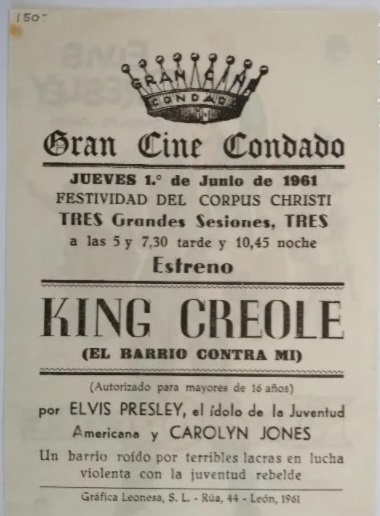 150-
GRAN CINE
CONDADO
Gran Cine Condado
JUEVES 1.º de Junio de 1961
FESTIVIDAD DEL CORPUS CHRISTI
TRES Grandes Sesiones, TRES
a las 5 y 7,30 tarde y 10,45 noche
Estreno
KING CREOLE
(EL BARRIO CONTRA MI)
(Autorizado para mayores de 16 años)
por ELVIS PRESLEY, el ídolo de la Juventud
Americana y CAROLYN JONES
Un barrio roído por terribles lacras en lucha
violenta con la juventud rebelde
Gráfica Leonesa, S. L. - Rúa, 44 - León, 1961